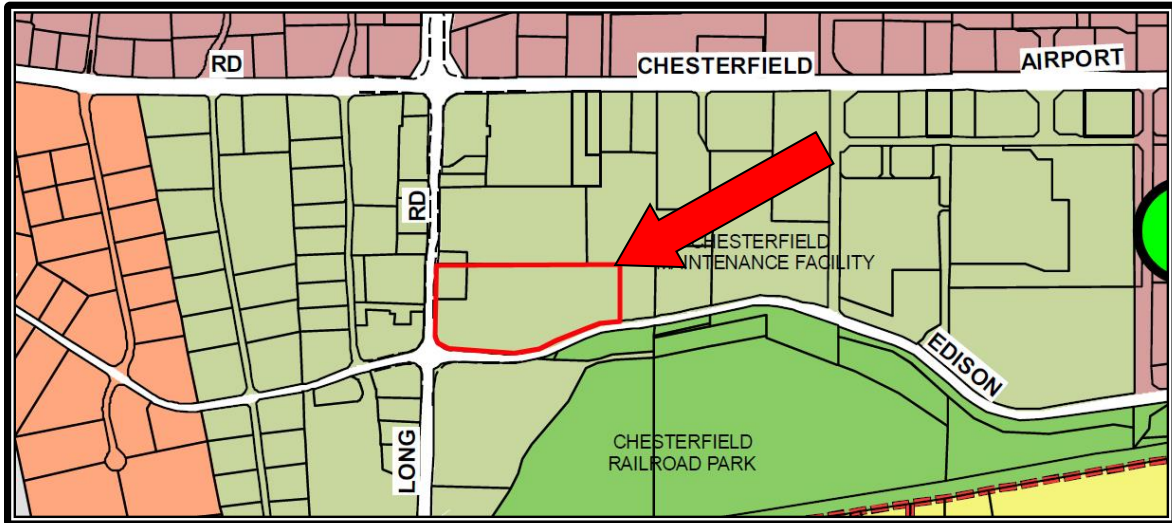 RD
CHESTERFIELD
AIRPORT
RD
CHESTERFIELD
MAINTENANCE FACILITY
EDISON
LONG
CHESTERFIELD
RAILROAD PARK